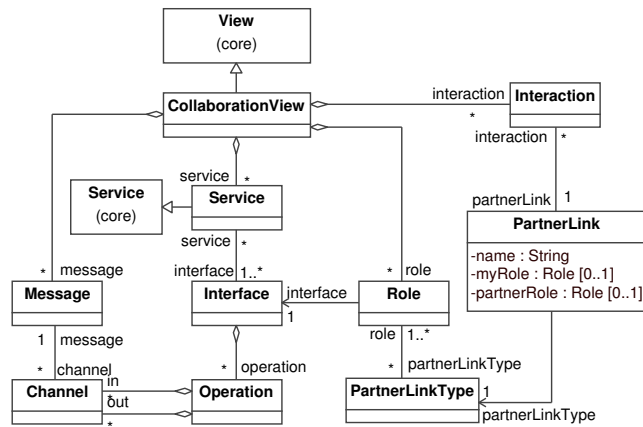 View
(core)
CollaborationView
interaction
*
Interaction
interaction
*
service
*
Service
(core)
Service
partnerLink
1
PartnerLink
-name : String
-myRole : Role [0..1]
-partnerRole : Role [0..1]
service
*
interface
1..*
*
message
*
role
Message
Interface
interface
1
Role
1
message
role
1..*
*
channel
*
operation
*
partnerLinkType
Channel
in
*
out
*
Operation
PartnerLinkType
1
partnerLinkType